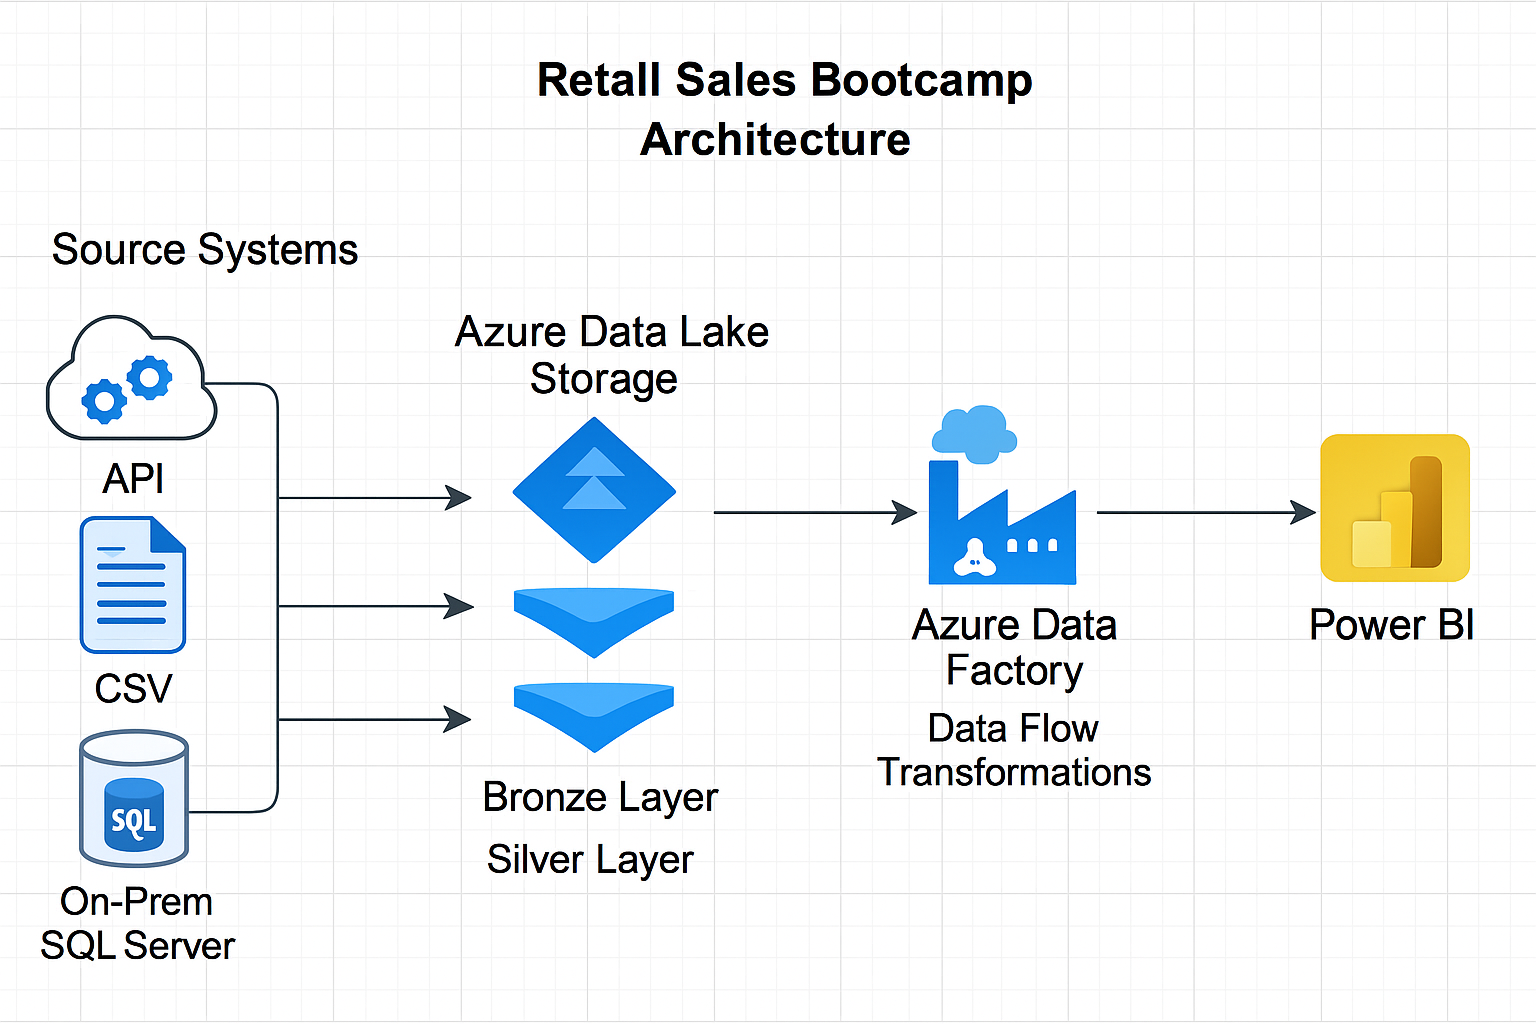 Retall Sales Bootcamp
Architecture
Source Systems
API
CSV
SQL
On-Prem
SQL Server
Azure Data Lake
Storage
Bronze Layer
Silver Layer
Azure Data
Factory
Data Flow
Transformations
Power BI